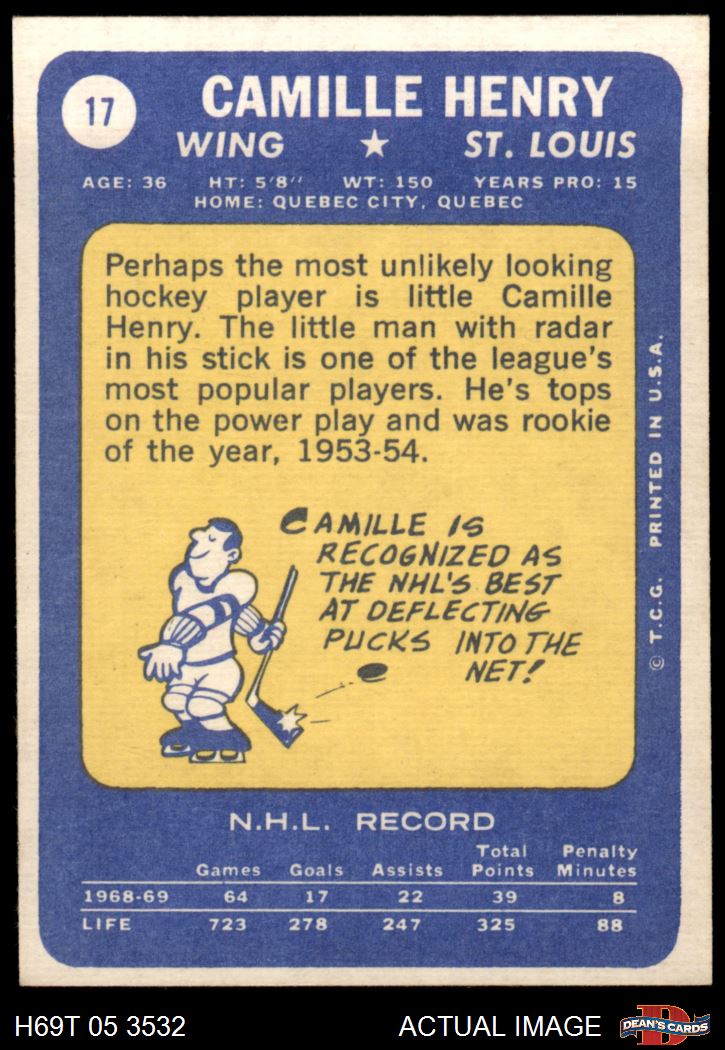 17
CAMILLE HENRY
WING ★ ST. LOUIS
AGE: 36 HT: 5'8'' WT: 150 YEARS PRO: 15
HOME: QUEBEC CITY, QUEBEC
Perhaps the most unlikely looking
hockey player is little Camille
Henry. The little man with radar
in his stick is one of the league's
most popular players. He's tops
on the power play and was rookie
of the year, 1953-54.
CAMILLE IS
RECOGNIZED AS
THE NHL'S BEST
AT DEFLECTING
PUCKS INTO THE
NET!
© T.C.G. PRINTED IN U.S.A.
N.H.L. RECORD
Games Goals Assists Total Points Penalty Minutes
1968-69 64 17 22 39 8
LIFE 723 278 247 325 88
H69T 05 3532 ACTUAL IMAGE
D
DEAN'S CARDS